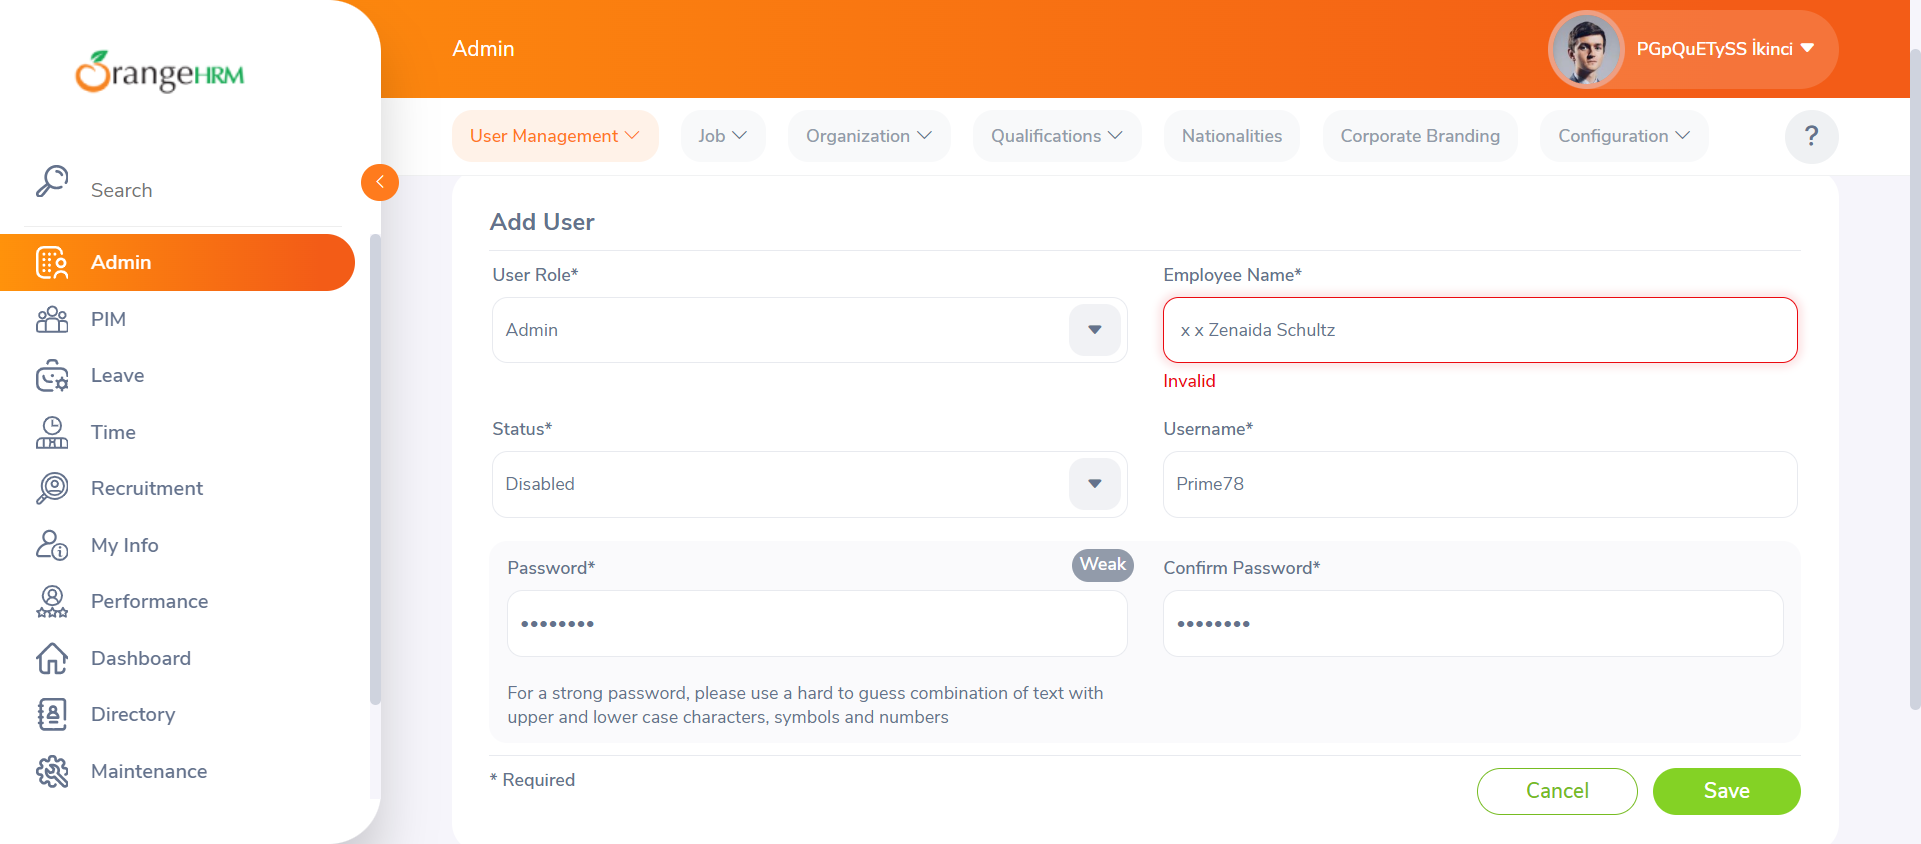 OrangeHRM
Admin
PGpQuETySS İkinci
User Management
Job
Organization
Qualifications
Nationalities
Corporate Branding
Configuration
?
Search
Admin
PIM
Leave
Time
Recruitment
My Info
Performance
Dashboard
Directory
Maintenance
Add User
User Role*
Admin
Employee Name*
x x Zenaida Schultz
Invalid
Status*
Disabled
Username*
Prime78
Password*
Weak
••••••••
Confirm Password*
••••••••
For a strong password, please use a hard to guess combination of text with
upper and lower case characters, symbols and numbers
* Required
Cancel
Save